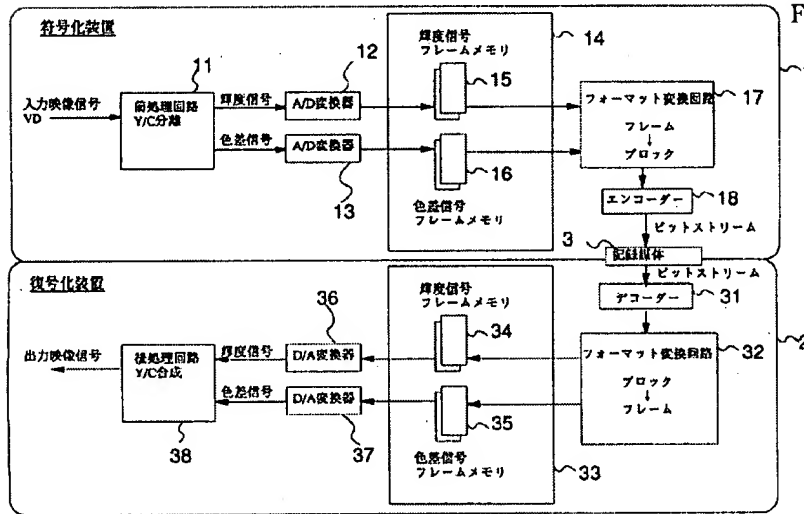 F
符号化装置
11
12
輝度信号
フレームメモリ
14
15
17
入力映像信号
VD
前処理回路
Y/C分離
輝度信号
A/D変換器
フォーマット変換回路
フレーム
↓
ブロック
色差信号
A/D変換器
13
16
色差信号
フレームメモリ
エンコーダー
18
ビットストリーム
3
記録媒体
ビットストリーム
復号化装置
輝度信号
フレームメモリ
デコーダー
31
36
34
出力映像信号
後処理回路
Y/C合成
輝度信号
D/A変換器
フォーマット変換回路
32
ブロック
↓
フレーム
2
色差信号
D/A変換器
35
38
37
色差信号
フレームメモリ
33